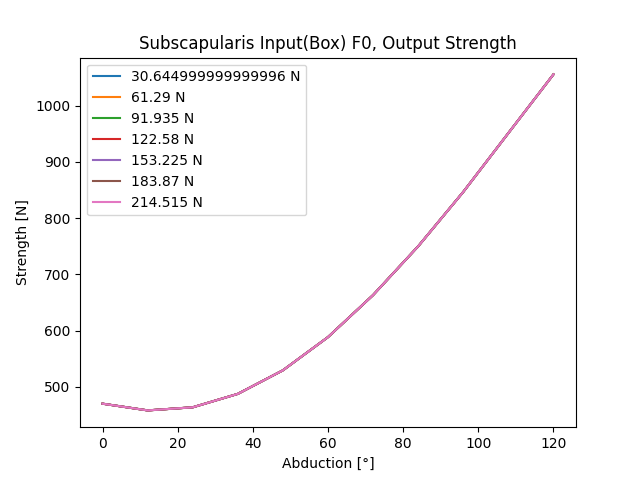 Subscapularis Input(Box) F0, Output Strength
30.644999999999996 N
61.29 N
91.935 N
122.58 N
153.225 N
183.87 N
214.515 N
Strength [N]
1000
900
800
700
600
500
0 20 40 60 80 100 120
Abduction [°]